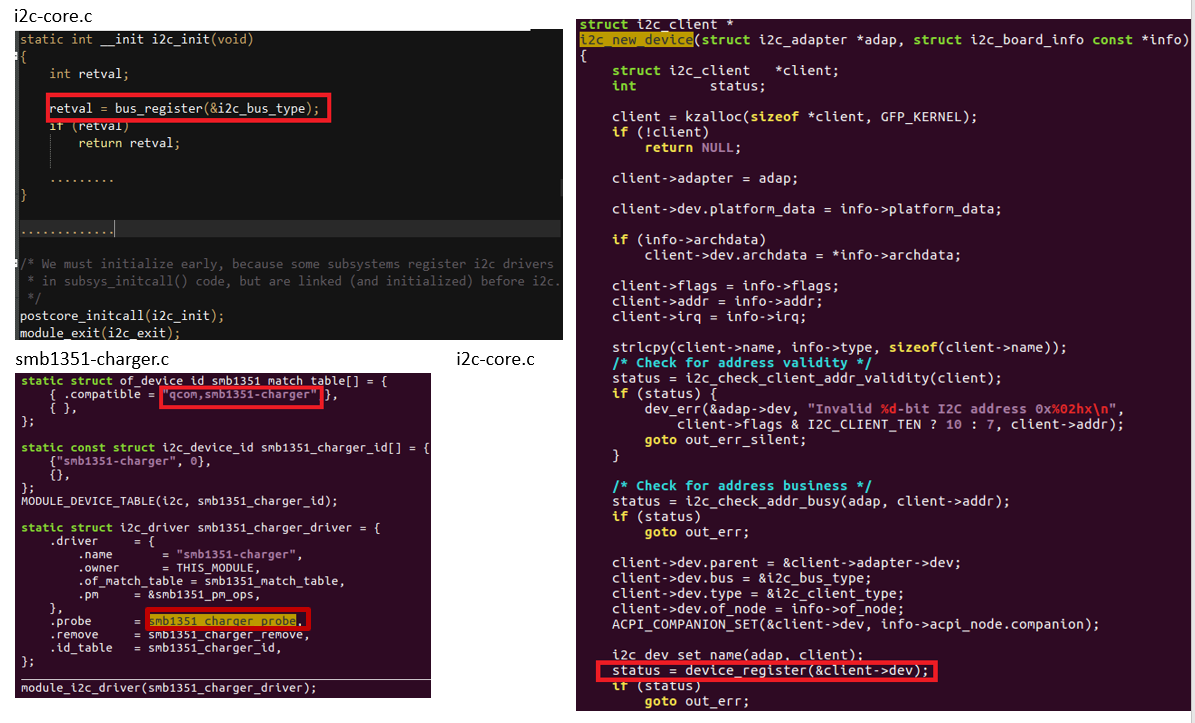 i2c-core.c
static int __init i2c_init(void)
{
    int retval;

    retval = bus_register(&i2c_bus_type);
    if (retval)
        return retval;

    .........
}

.............

/* We must initialize early, because some subsystems register i2c drivers
 * in subsys_initcall() code, but are linked (and initialized) before i2c.
 */
postcore_initcall(i2c_init);
module_exit(i2c_exit);
smb1351-charger.c
static struct of_device_id smb1351_match_table[] = {
    { .compatible = "qcom,smb1351-charger",},
    { },
};

static const struct i2c_device_id smb1351_charger_id[] = {
    {"smb1351-charger", 0},
    {},
};
MODULE_DEVICE_TABLE(i2c, smb1351_charger_id);

static struct i2c_driver smb1351_charger_driver = {
    .driver     = {
        .name       = "smb1351-charger",
        .owner      = THIS_MODULE,
        .of_match_table = smb1351_match_table,
        .pm     = &smb1351_pm_ops,
    },
    .probe      = smb1351_charger_probe,
    .remove     = smb1351_charger_remove,
    .id_table   = smb1351_charger_id,
};

module_i2c_driver(smb1351_charger_driver);
i2c-core.c
struct i2c_client *
i2c_new_device(struct i2c_adapter *adap, struct i2c_board_info const *info)
{
    struct i2c_client   *client;
    int         status;

    client = kzalloc(sizeof *client, GFP_KERNEL);
    if (!client)
        return NULL;

    client->adapter = adap;

    client->dev.platform_data = info->platform_data;

    if (info->archdata)
        client->dev.archdata = *info->archdata;

    client->flags = info->flags;
    client->addr = info->addr;
    client->irq = info->irq;

    strlcpy(client->name, info->type, sizeof(client->name));
    /* Check for address validity */
    status = i2c_check_client_addr_validity(client);
    if (status) {
        dev_err(&adap->dev, "Invalid %d-bit I2C address 0x%02hx\n",
            client->flags & I2C_CLIENT_TEN ? 10 : 7, client->addr);
        goto out_err_silent;
    }

    /* Check for address business */
    status = i2c_check_addr_busy(adap, client->addr);
    if (status)
        goto out_err;

    client->dev.parent = &client->adapter->dev;
    client->dev.bus = &i2c_bus_type;
    client->dev.type = &i2c_client_type;
    client->dev.of_node = info->of_node;
    ACPI_COMPANION_SET(&client->dev, info->acpi_node.companion);

    i2c_dev_set_name(adap, client);
    status = device_register(&client->dev);
    if (status)
        goto out_err;